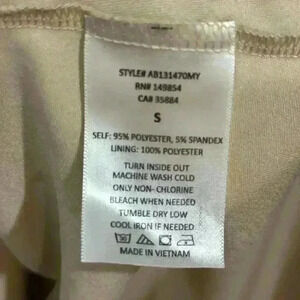 STYLE# AB131470MY
RN# 149854
CA# 35884
S
SELF: 95% POLYESTER, 5% SPANDEX
LINING: 100% POLYESTER
TURN INSIDE OUT
MACHINE WASH COLD
ONLY NON- CHLORINE
BLEACH WHEN NEEDED
TUMBLE DRY LOW
COOL IRON IF NEEDED
MADE IN VIETNAM